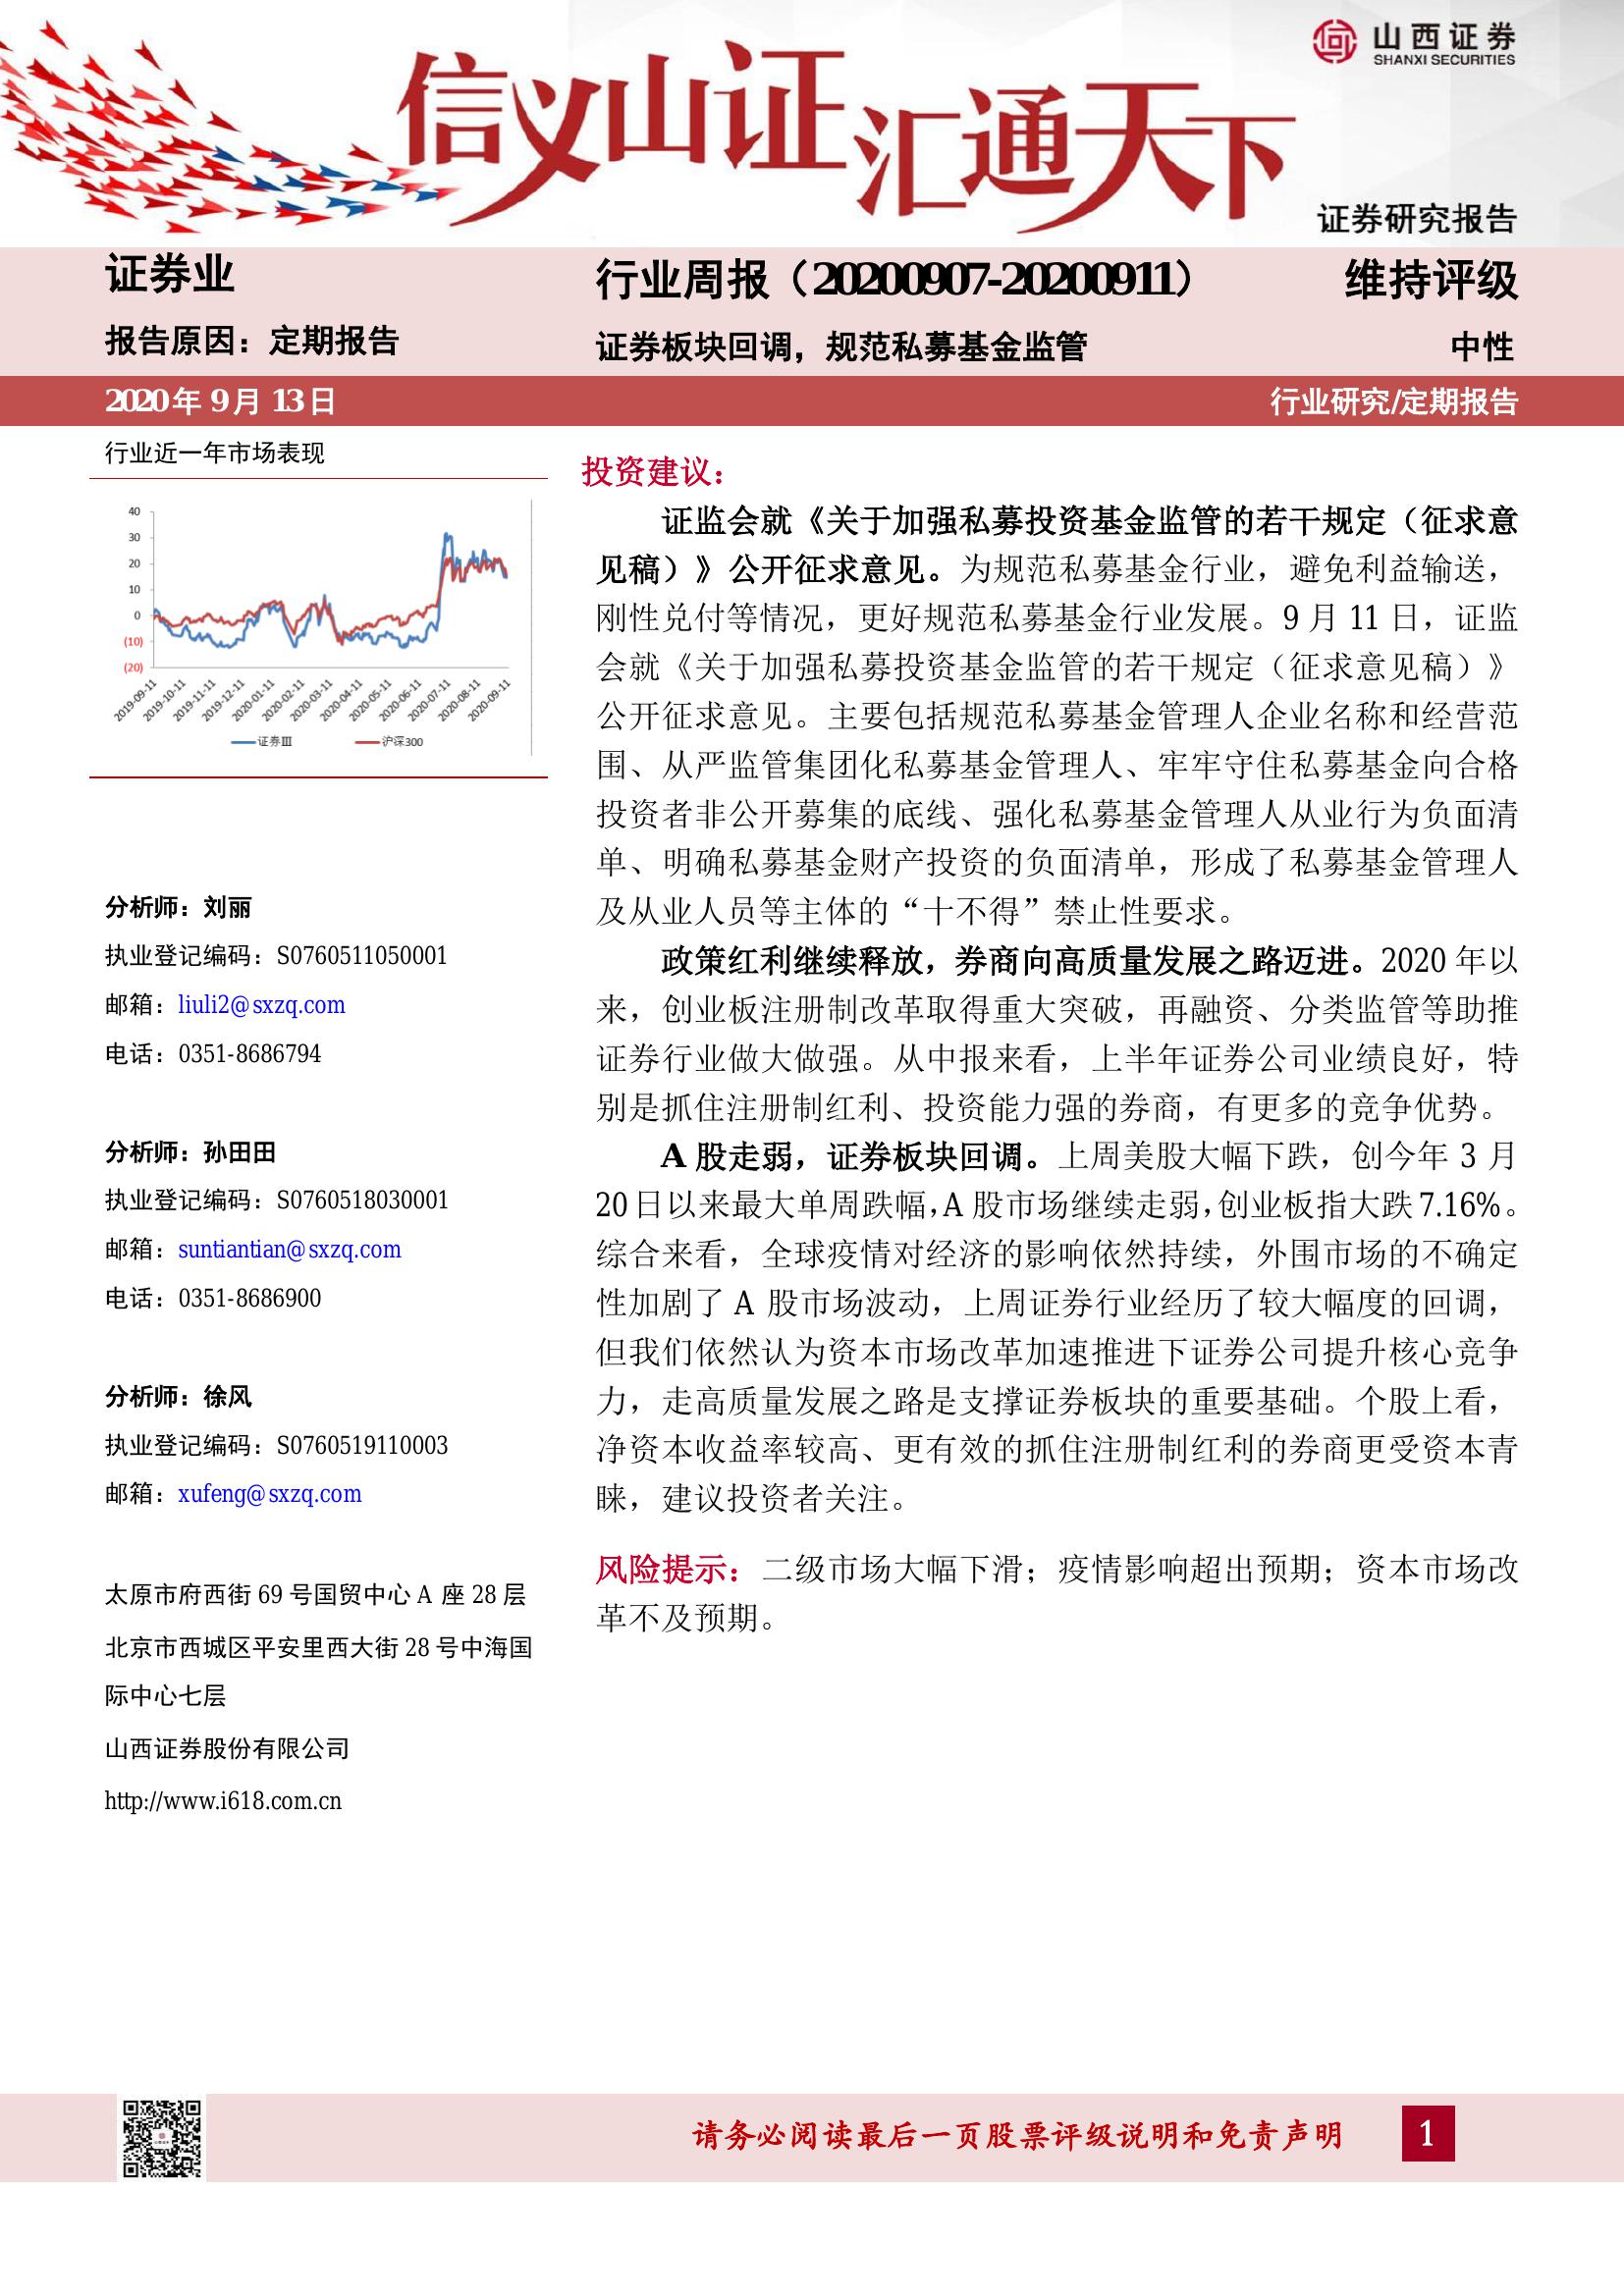 山西证券
SHANXI SECURITIES
信义山证汇通天下
证券研究报告
证券业
行业周报（20200907-20200911）
维持评级
报告原因：定期报告
证券板块回调，规范私募基金监管
中性
2020年 9月 13日
行业研究/定期报告
行业近一年市场表现
40
30
20
10
0
(10)
(20)
2019-09-11
2019-10-11
2019-11-11
2019-12-11
2020-01-11
2020-02-11
2020-03-11
2020-04-11
2020-05-11
2020-06-11
2020-07-11
2020-08-11
2020-09-11
证券III
沪深300
分析师：刘丽
执业登记编码：S0760511050001
邮箱：liuli2@sxzq.com
电话：0351-8686794
分析师：孙田田
执业登记编码：S0760518030001
邮箱：suntiantian@sxzq.com
电话：0351-8686900
分析师：徐风
执业登记编码：S0760519110003
邮箱：xufeng@sxzq.com
太原市府西街 69 号国贸中心 A 座 28 层
北京市西城区平安里西大街 28 号中海国
际中心七层
山西证券股份有限公司
http://www.i618.com.cn
投资建议：
证监会就《关于加强私募投资基金监管的若干规定（征求意
见稿）》公开征求意见。为规范私募基金行业，避免利益输送，
刚性兑付等情况，更好规范私募基金行业发展。9 月 11 日，证监
会就《关于加强私募投资基金监管的若干规定（征求意见稿）》
公开征求意见。主要包括规范私募基金管理人企业名称和经营范
围、从严监管集团化私募基金管理人、牢牢守住私募基金向合格
投资者非公开募集的底线、强化私募基金管理人从业行为负面清
单、明确私募基金财产投资的负面清单，形成了私募基金管理人
及从业人员等主体的“十不得”禁止性要求。
政策红利继续释放，券商向高质量发展之路迈进。2020 年以
来，创业板注册制改革取得重大突破，再融资、分类监管等助推
证券行业做大做强。从中报来看，上半年证券公司业绩良好，特
别是抓住注册制红利、投资能力强的券商，有更多的竞争优势。
A 股走弱，证券板块回调。上周美股大幅下跌，创今年 3 月
20 日以来最大单周跌幅，A 股市场继续走弱，创业板指大跌 7.16%。
综合来看，全球疫情对经济的影响依然持续，外围市场的不确定
性加剧了 A 股市场波动，上周证券行业经历了较大幅度的回调，
但我们依然认为资本市场改革加速推进下证券公司提升核心竞争
力，走高质量发展之路是支撑证券板块的重要基础。个股上看，
净资本收益率较高、更有效的抓住注册制红利的券商更受资本青
睐，建议投资者关注。
风险提示：二级市场大幅下滑；疫情影响超出预期；资本市场改
革不及预期。
请务必阅读最后一页股票评级说明和免责声明
1